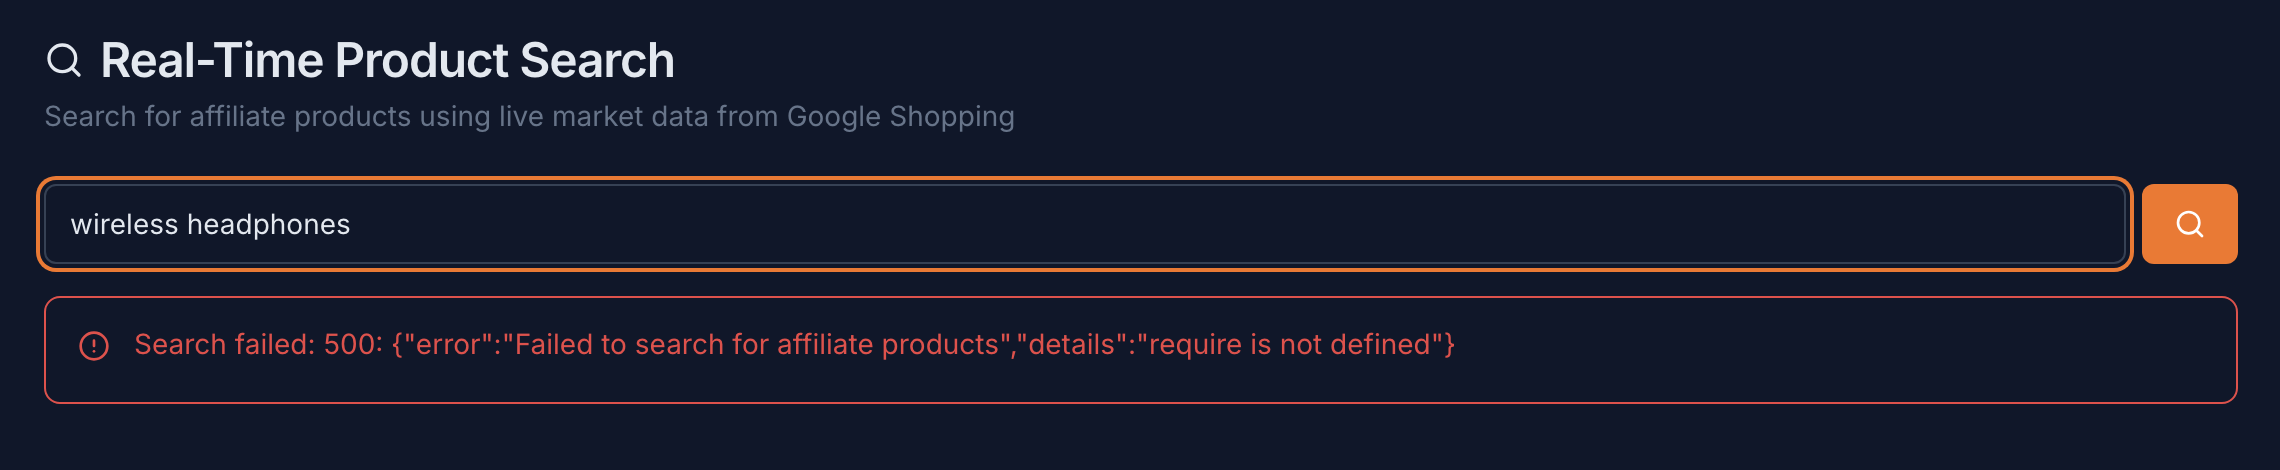 Real-Time Product Search
Search for affiliate products using live market data from Google Shopping
wireless headphones
Search failed: 500: {"error":"Failed to search for affiliate products","details":"require is not defined"}